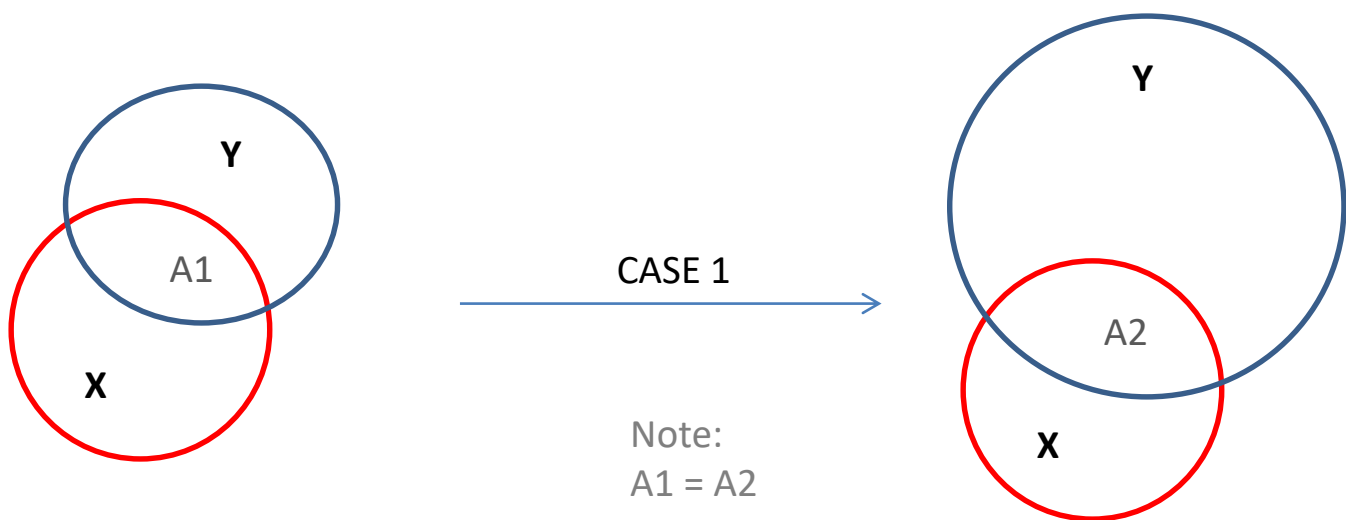 Y
A1
X
CASE 1
Note:
A1 = A2
Y
A2
X